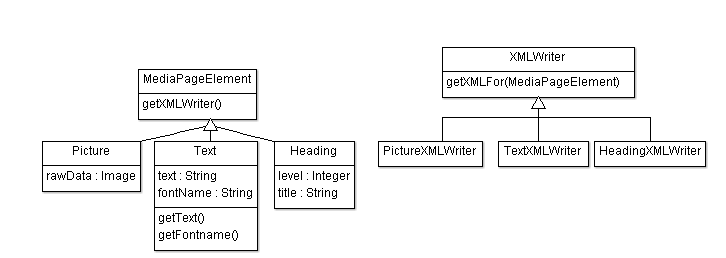 XMLWriter
getXMLFor(MediaPageElement)
MediaPageElement
getXMLWriter()
Picture
rawData : Image
Text
text : String
fontName : String
getText()
getFontname()
Heading
level : Integer
title : String
PictureXMLWriter
TextXMLWriter
HeadingXMLWriter